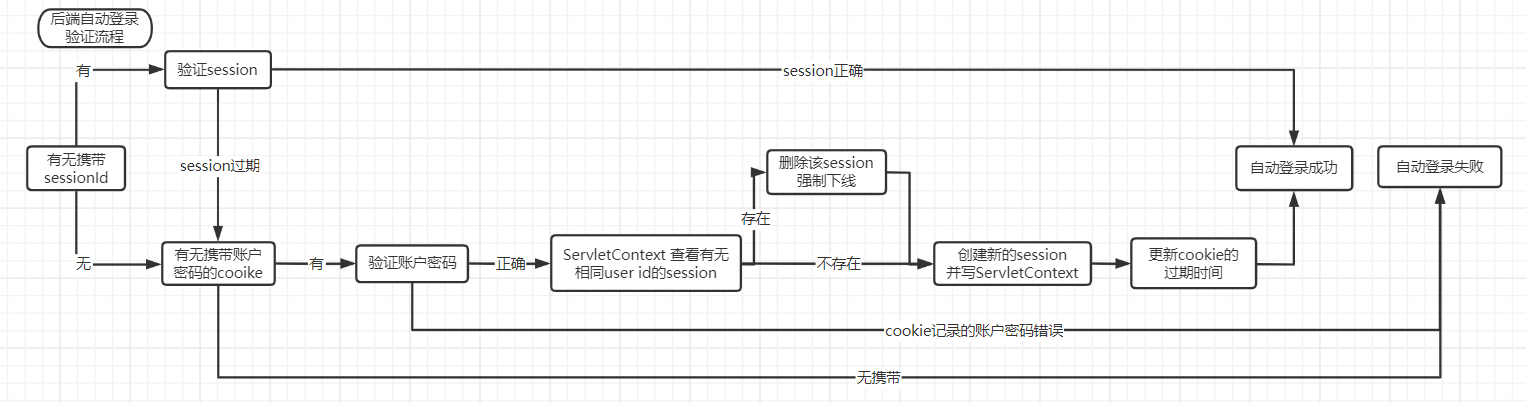 后端自动登录
验证流程
有
验证session
session正确
有无携带
sessionId
session过期
删除该session
强制下线
自动登录成功
自动登录失败
存在
无
有无携带账户
密码的cooike
有
验证账户密码
正确
ServletContext 查看有无
相同user id的session
不存在
创建新的session
并写ServletContext
更新cookie的
过期时间
cookie记录的账户密码错误
无携带